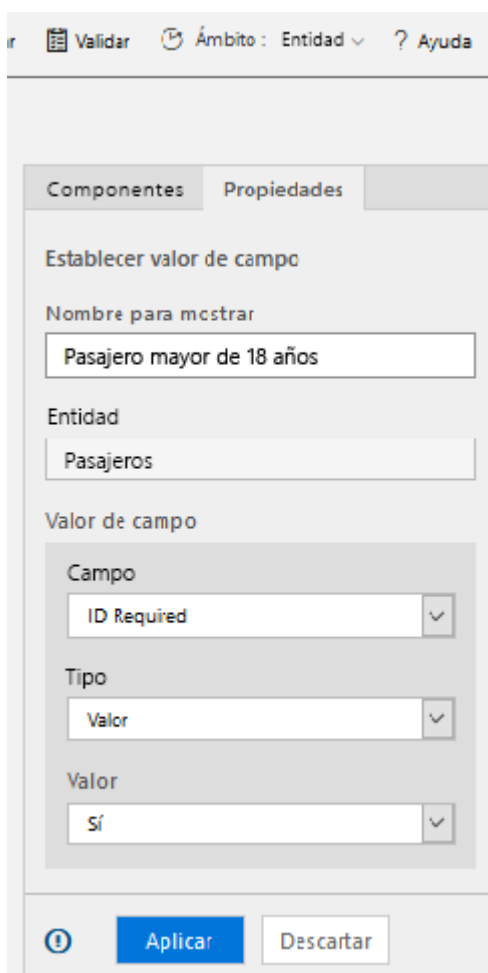 Validar Ámbito : Entidad ? Ayuda
Componentes Propiedades
Establecer valor de campo
Nombre para mostrar
Pasajero mayor de 18 años
Entidad
Pasajeros
Valor de campo
Campo
ID Required
Tipo
Valor
Valor
Sí
Aplicar Descartar